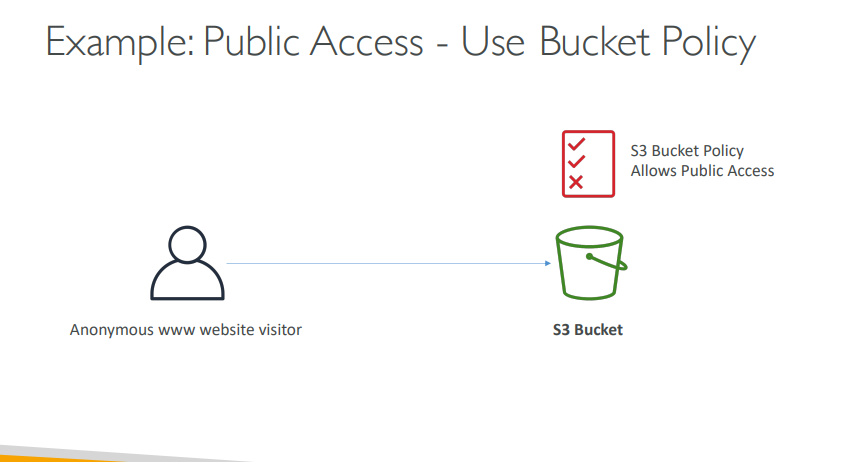 Example: Public Access - Use Bucket Policy
S3 Bucket Policy
Allows Public Access
Anonymous www website visitor
S3 Bucket